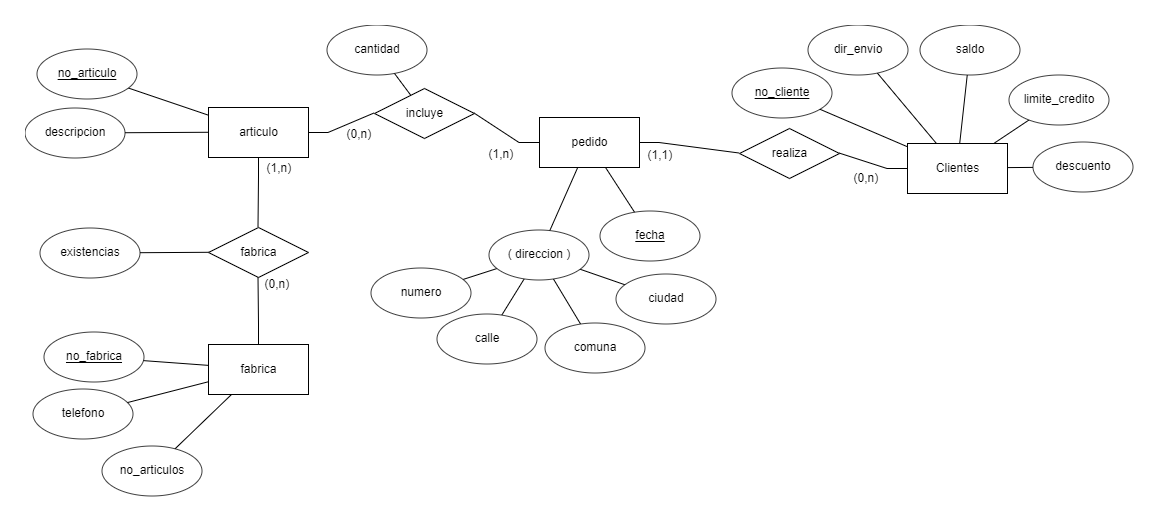 cantidad
dir_envio
saldo
no_articulo
no_cliente
limite_credito
descripcion
articulo
incluye
(0,n)
pedido
(1,n)
(1,1)
realiza
(0,n)
Clientes
descuento
(1,n)
existencias
fabrica
(0,n)
( direccion )
fecha
numero
ciudad
calle
comuna
no_fabrica
fabrica
telefono
no_articulos